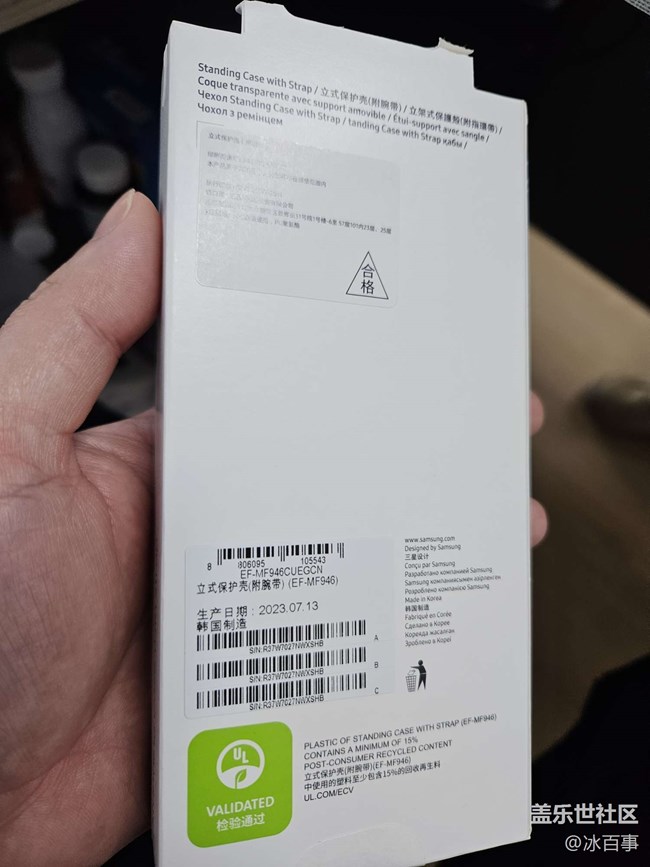 Standing Case with Strap / 立式保护壳(附腕带) / 立架式保護殼(附指環帶) /
Coque transparente avec support amovible / Étui-support avec sangle /
Чехол Standing Case with Strap / tanding Case with Strap қабы /
Чохол з ремінцем
合
格
8 806095 105543
EF-MF946CUEGCN
立式保护壳(附腕带) (EF-MF946)
生产日期：2023.07.13
韩国制造
A
S/N:R37W7027NWXSHB
B
S/N:R37W7027NWXSHB
C
S/N:R37W7027NWXSHB
www.samsung.com
Designed by Samsung
三星设计
Conçu par Samsung
Разработано компанией Samsung
Samsung компаниясымен әзірленген
Розроблено компанією Samsung
Made in Korea
韩国制造
Fabriqué en Corée
Сделано в Корее
Кореяда жасалған
Зроблено в Кореї
UL
VALIDATED
检验通过
PLASTIC OF STANDING CASE WITH STRAP (EF-MF946)
CONTAINS A MINIMUM OF 15%
POST-CONSUMER RECYCLED CONTENT
立式保护壳(附腕带)(EF-MF946)
中使用的塑料至少包含15%的回收再生料
UL.COM/ECV
盖乐世社区
@冰百事